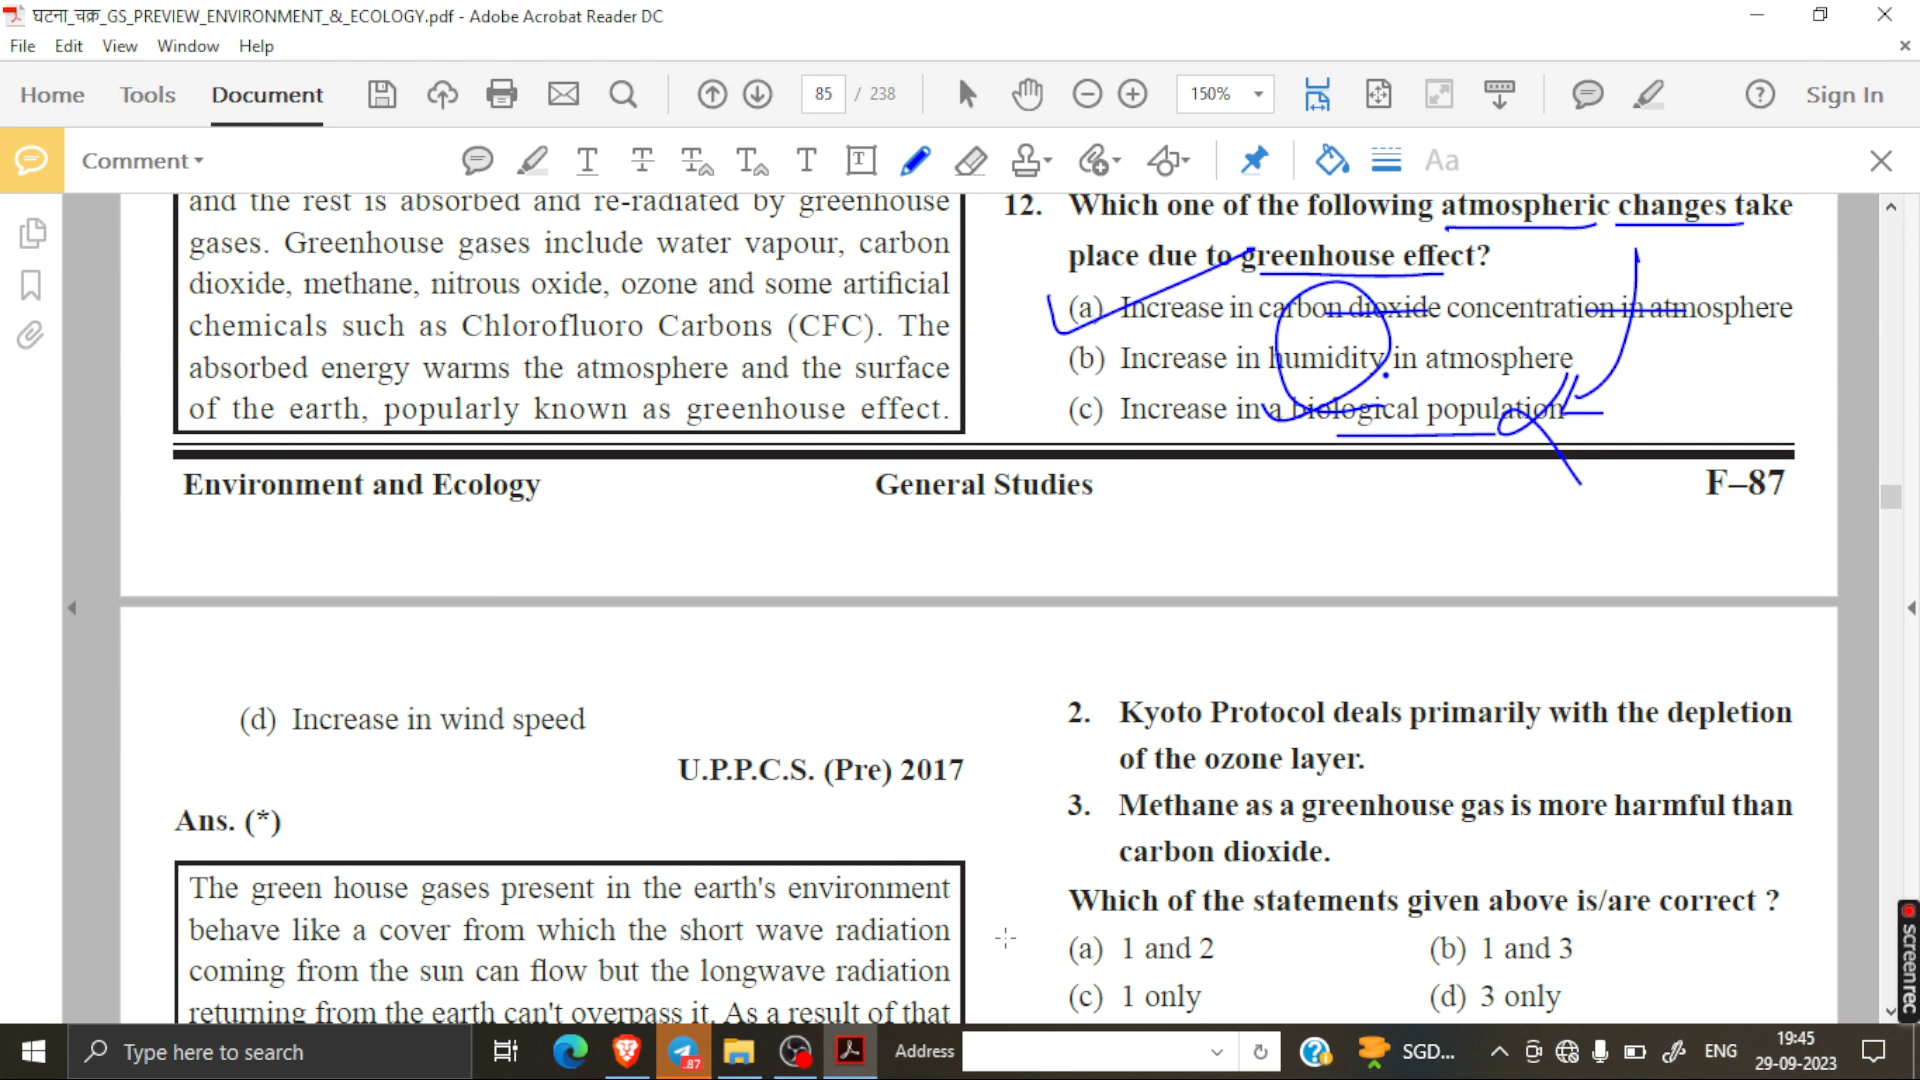 घटना_चक्र_GS_PREVIEW_ENVIRONMENT_&_ECOLOGY.pdf - Adobe Acrobat Reader DC
File Edit View Window Help
Home Tools Document 85 / 238 150% Sign In
Comment
and the rest is absorbed and re-radiated by greenhouse
gases. Greenhouse gases include water vapour, carbon
dioxide, methane, nitrous oxide, ozone and some artificial
chemicals such as Chlorofluoro Carbons (CFC). The
absorbed energy warms the atmosphere and the surface
of the earth, popularly known as greenhouse effect.
12. Which one of the following atmospheric changes take
place due to greenhouse effect?
(a) Increase in carbon dioxide concentration in atmosphere
(b) Increase in humidity in atmosphere
(c) Increase in a biological population
Environment and Ecology General Studies F–87
(d) Increase in wind speed
U.P.P.C.S. (Pre) 2017
Ans. (*)
The green house gases present in the earth's environment
behave like a cover from which the short wave radiation
coming from the sun can flow but the longwave radiation
returning from the earth can't overpass it. As a result of that
2. Kyoto Protocol deals primarily with the depletion
of the ozone layer.
3. Methane as a greenhouse gas is more harmful than
carbon dioxide.
Which of the statements given above is/are correct ?
(a) 1 and 2 (b) 1 and 3
(c) 1 only (d) 3 only
screenrec
Type here to search .87 Address SGD... ENG 19:45
29-09-2023